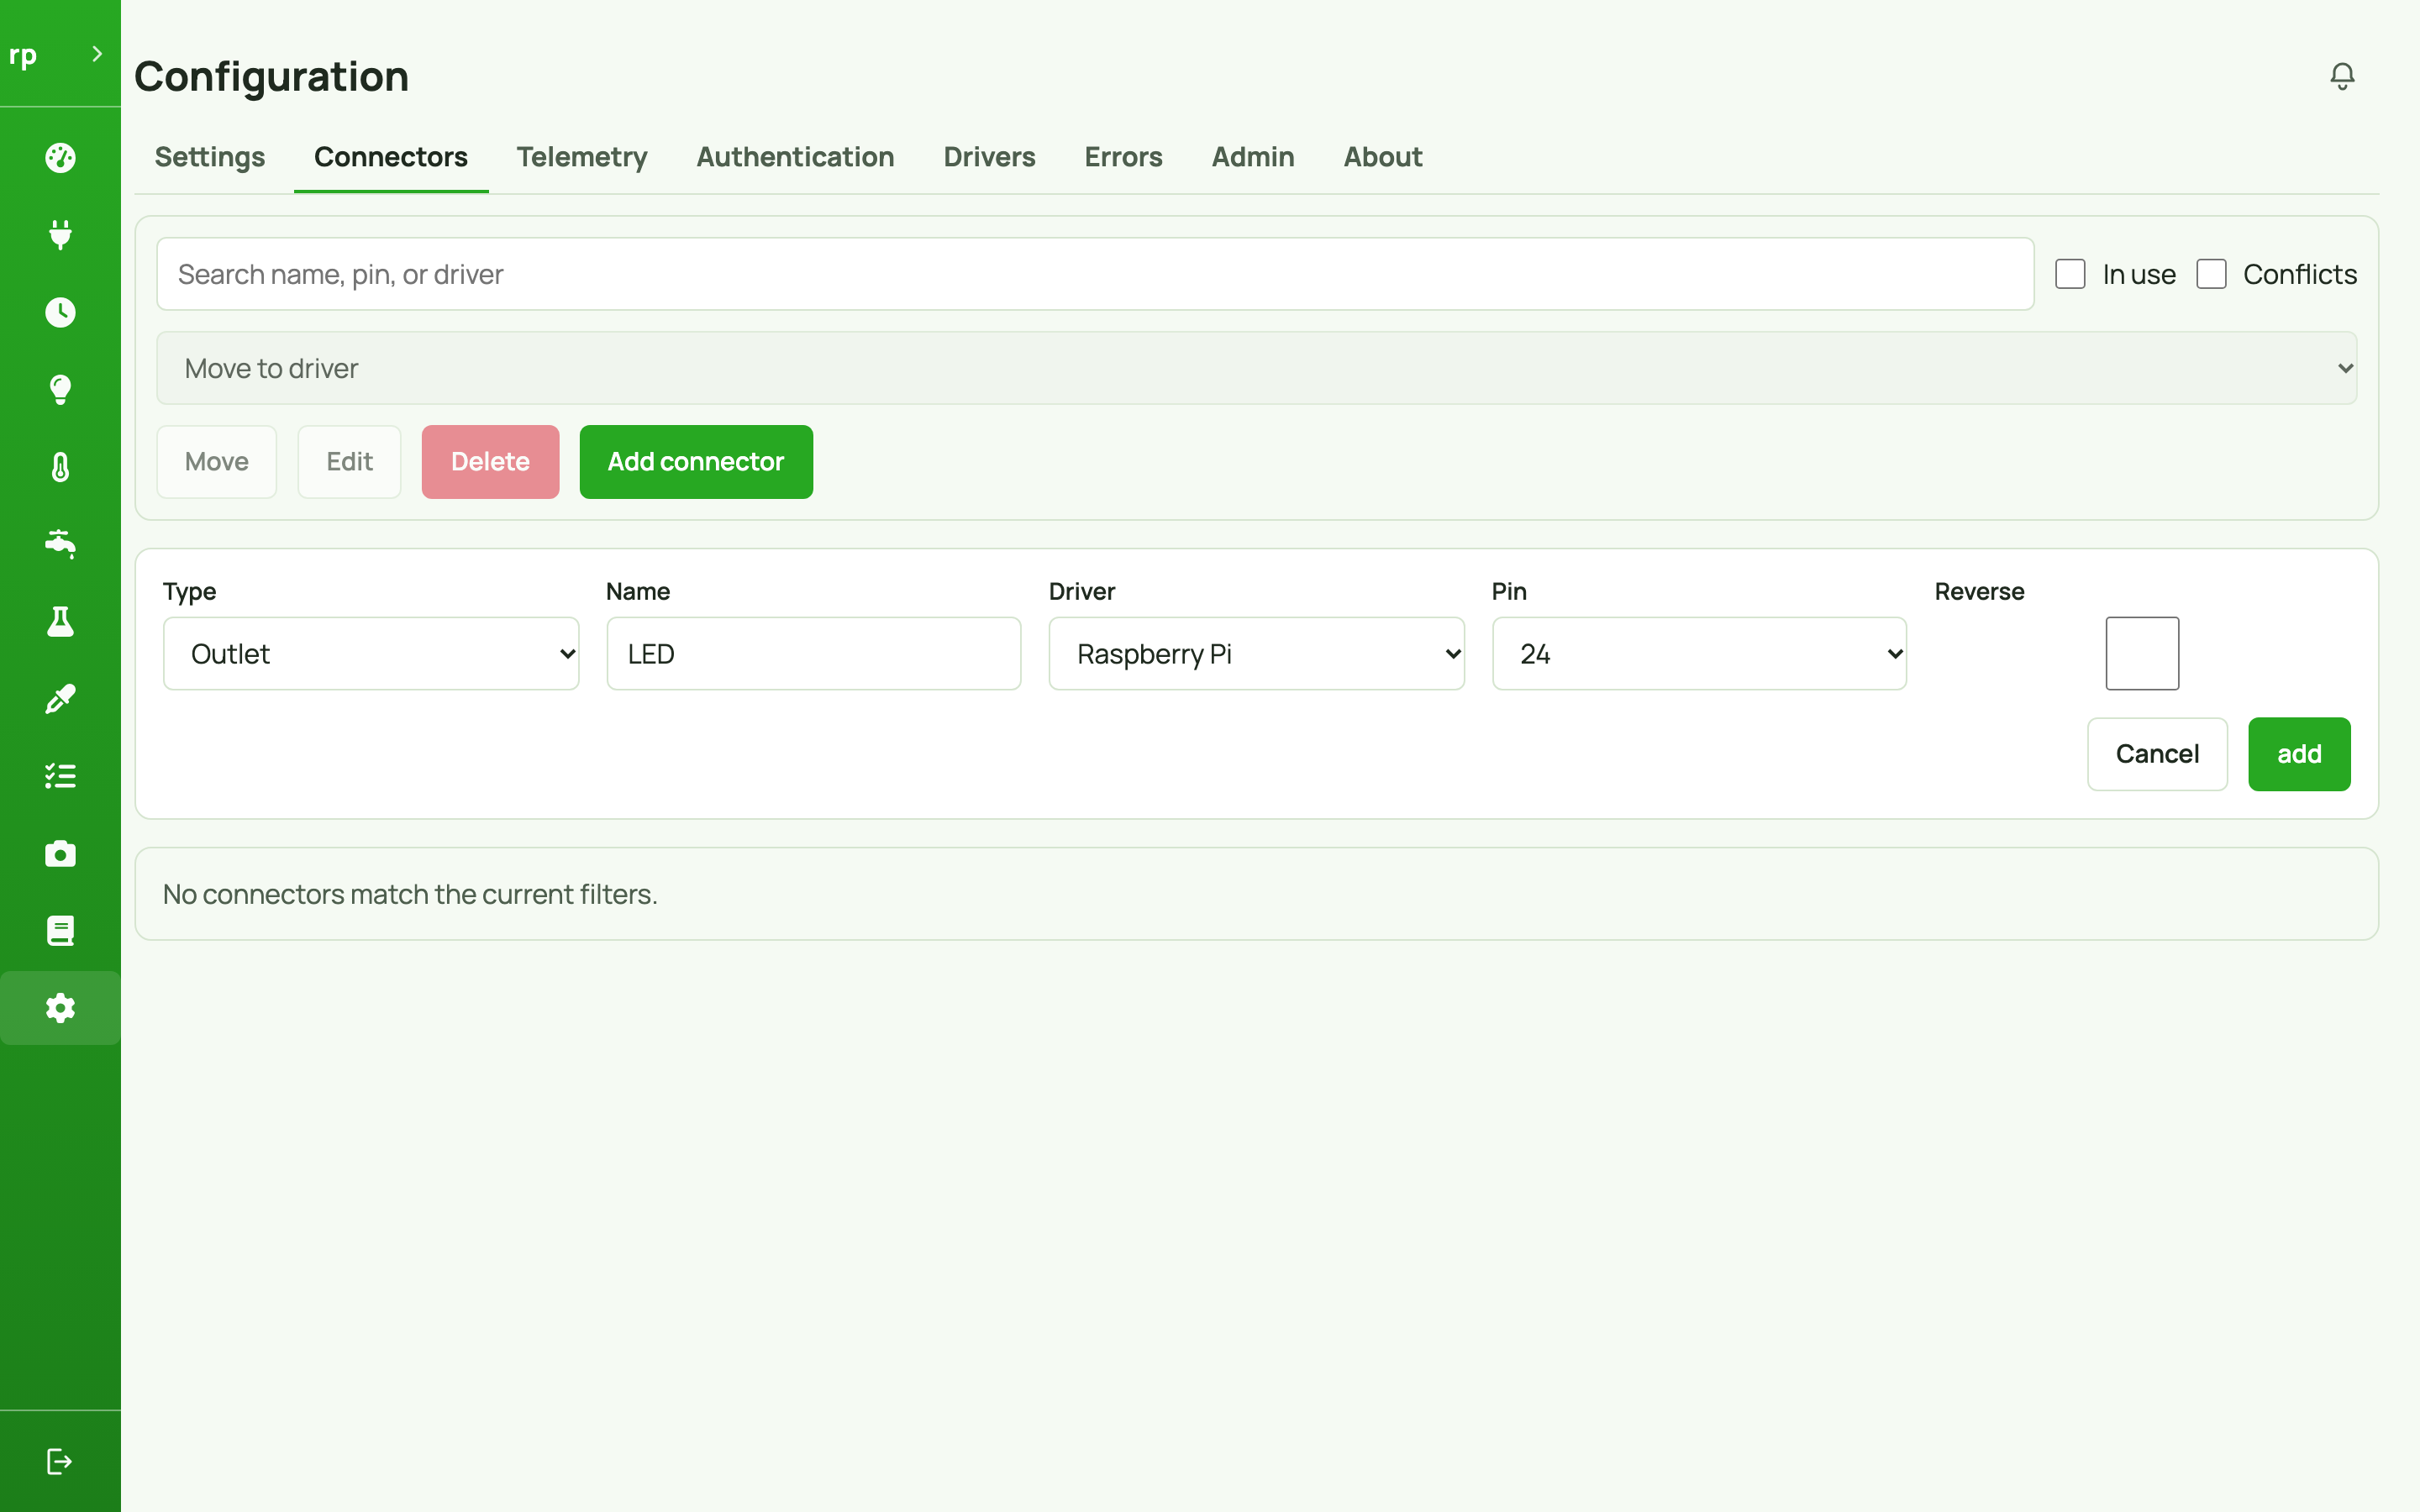 rp
Configuration
Settings Connectors Telemetry Authentication Drivers Errors Admin About
Search name, pin, or driver In use Conflicts
Move to driver
Move Edit Delete Add connector
Type Name Driver Pin Reverse
Outlet LED Raspberry Pi 24
Cancel add
No connectors match the current filters.